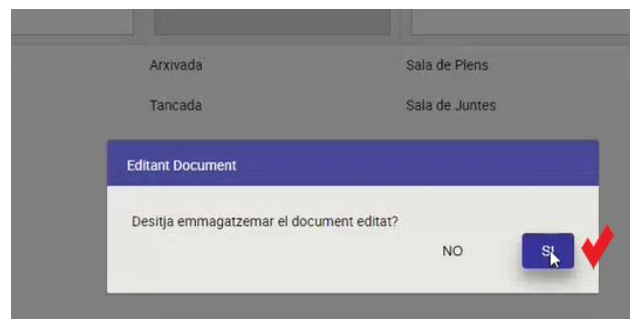 Arxivada Sala de Plens
Tancada Sala de Juntes
Editant Document
Desitja emmagatzemar el document editat?
NO SI